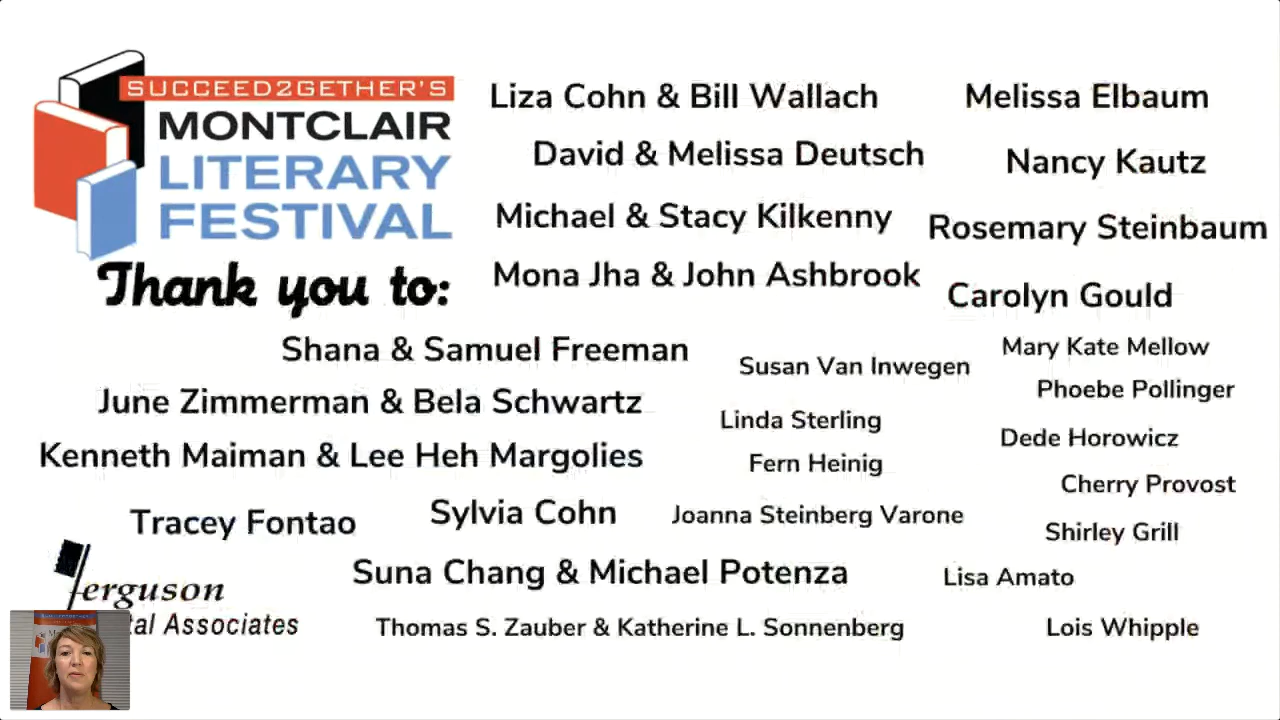 SUCCEED2GETHER'S
MONTCLAIR
LITERARY
FESTIVAL
Thank you to:
Liza Cohn & Bill Wallach
Melissa Elbaum
David & Melissa Deutsch
Nancy Kautz
Michael & Stacy Kilkenny
Rosemary Steinbaum
Mona Jha & John Ashbrook
Carolyn Gould
Shana & Samuel Freeman
Susan Van Inwegen
Mary Kate Mellow
June Zimmerman & Bela Schwartz
Phoebe Pollinger
Linda Sterling
Dede Horowicz
Kenneth Maiman & Lee Heh Margolies
Fern Heinig
Cherry Provost
Tracey Fontao
Sylvia Cohn
Joanna Steinberg Varone
Shirley Grill
Suna Chang & Michael Potenza
Lisa Amato
Ferguson
tal Associates
Thomas S. Zauber & Katherine L. Sonnenberg
Lois Whipple